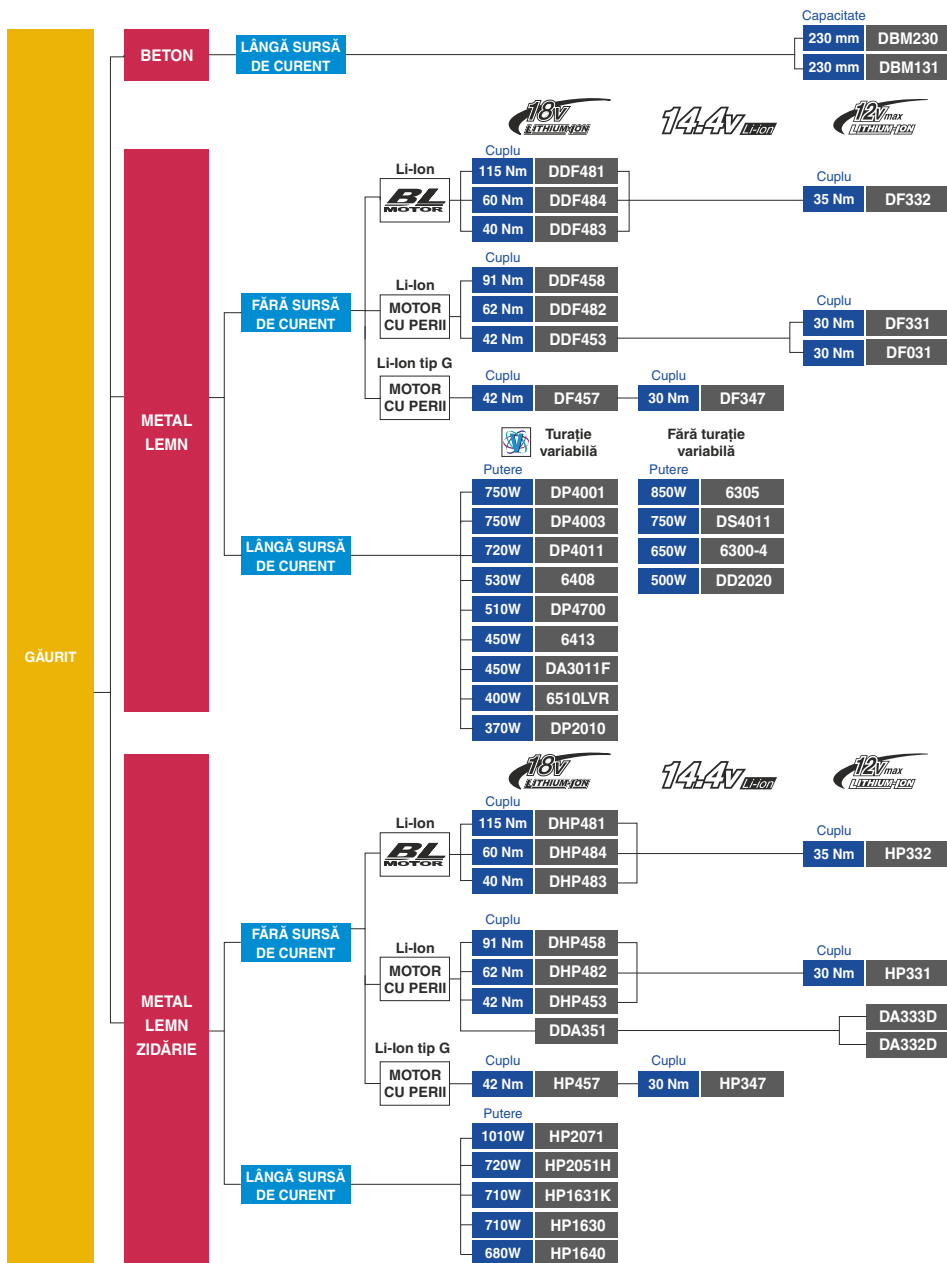 GĂURIT
BETON
LÂNGĂ SURSĂ
DE CURENT
Capacitate
230 mm DBM230
230 mm DBM131
METAL
LEMN
18V
LITHIUM-ION
14.4V Li-ion
12Vmax
LITHIUM-ION
FĂRĂ SURSĂ
DE CURENT
Li-Ion
BL
MOTOR
Cuplu
115 Nm DDF481
60 Nm DDF484
40 Nm DDF483
Cuplu
35 Nm DF332
Li-Ion
MOTOR
CU PERII
Cuplu
91 Nm DDF458
62 Nm DDF482
42 Nm DDF453
Cuplu
30 Nm DF331
30 Nm DF031
Li-Ion tip G
MOTOR
CU PERII
Cuplu
42 Nm DF457
Cuplu
30 Nm DF347
LÂNGĂ SURSĂ
DE CURENT
V
Turație
variabilă
Putere
750W DP4001
750W DP4003
720W DP4011
530W 6408
510W DP4700
450W 6413
450W DA3011F
400W 6510LVR
370W DP2010
Fără turație
variabilă
Putere
850W 6305
750W DS4011
650W 6300-4
500W DD2020
METAL
LEMN
ZIDĂRIE
18V
LITHIUM-ION
14.4V Li-ion
12Vmax
LITHIUM-ION
FĂRĂ SURSĂ
DE CURENT
Li-Ion
BL
MOTOR
Cuplu
115 Nm DHP481
60 Nm DHP484
40 Nm DHP483
Cuplu
35 Nm HP332
Li-Ion
MOTOR
CU PERII
Cuplu
91 Nm DHP458
62 Nm DHP482
42 Nm DHP453
DDA351
Cuplu
30 Nm HP331
DA333D
DA332D
Li-Ion tip G
MOTOR
CU PERII
Cuplu
42 Nm HP457
Cuplu
30 Nm HP347
LÂNGĂ SURSĂ
DE CURENT
Putere
1010W HP2071
720W HP2051H
710W HP1631K
710W HP1630
680W HP1640